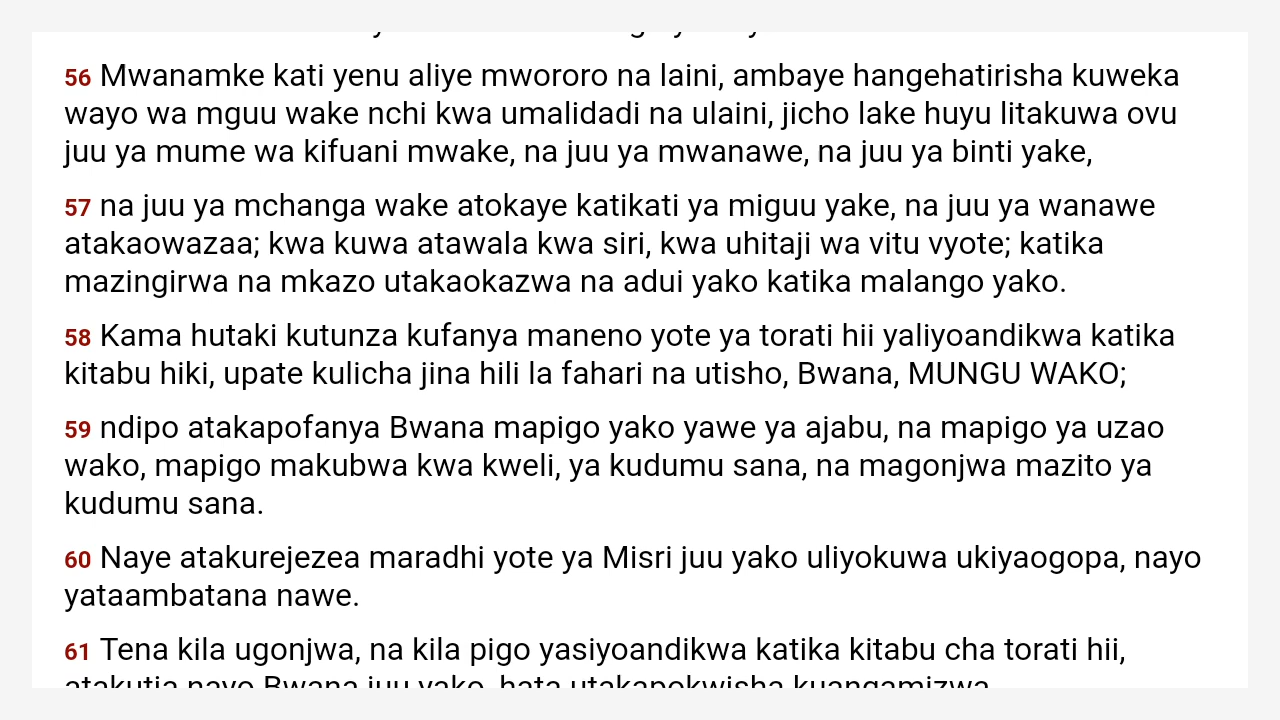 56 Mwanamke kati yenu aliye mwororo na laini, ambaye hangehatirisha kuweka
wayo wa mguu wake nchi kwa umalidadi na ulaini, jicho lake huyu litakuwa ovu
juu ya mume wa kifuani mwake, na juu ya mwanawe, na juu ya binti yake,
57 na juu ya mchanga wake atokaye katikati ya miguu yake, na juu ya wanawe
atakaowazaa; kwa kuwa atawala kwa siri, kwa uhitaji wa vitu vyote; katika
mazingirwa na mkazo utakaokazwa na adui yako katika malango yako.
58 Kama hutaki kutunza kufanya maneno yote ya torati hii yaliyoandikwa katika
kitabu hiki, upate kulicha jina hili la fahari na utisho, Bwana, MUNGU WAKO;
59 ndipo atakapofanya Bwana mapigo yako yawe ya ajabu, na mapigo ya uzao
wako, mapigo makubwa kwa kweli, ya kudumu sana, na magonjwa mazito ya
kudumu sana.
60 Naye atakurejezea maradhi yote ya Misri juu yako uliyokuwa ukiyaogopa, nayo
yataambatana nawe.
61 Tena kila ugonjwa, na kila pigo yasiyoandikwa katika kitabu cha torati hii,
atakutia nayo Bwana juu yako, hata utakapokwisha kuangamizwa.